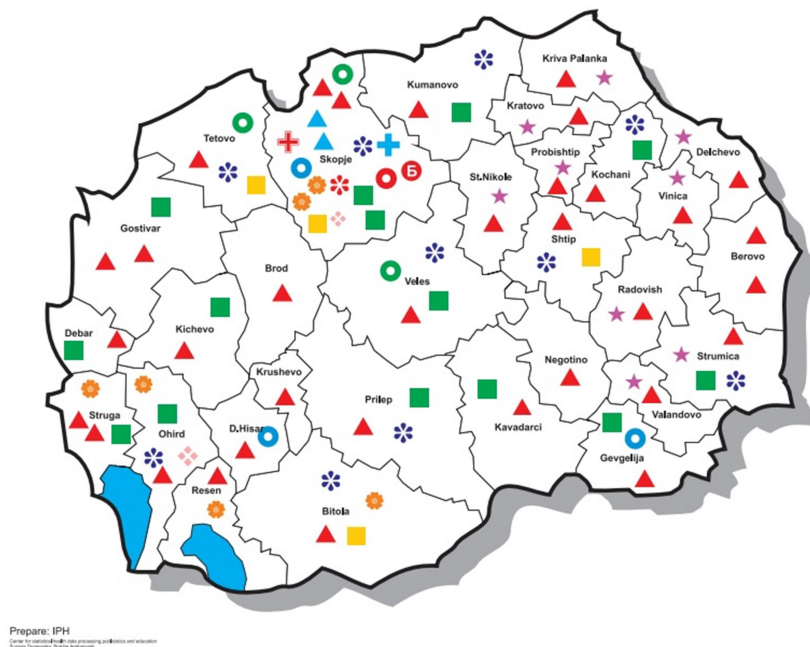 Kriva Palanka
Kumanovo
Kratovo
Tetovo
Skopje
Probishtip
Delchevo
St.Nikole
Kochani
Vinica
Gostivar
Shtip
Berovo
Brod
Veles
Radovish
Debar
Kichevo
Negotino
Strumica
Krushevo
Prilep
Struga
Ohird
D.Hisar
Kavadarci
Valandovo
Gevgelija
Resen
Bitola
Б
Prepare: IPH